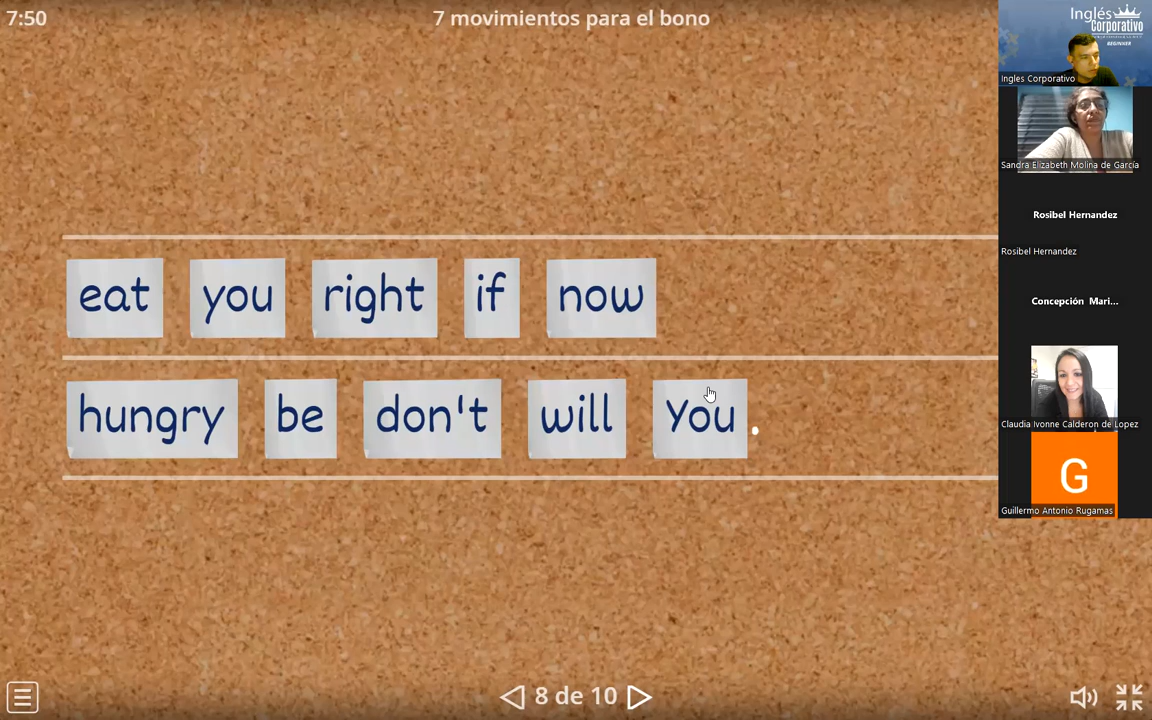 7:50
7 movimientos para el bono
eat you right if now
hungry be don't will You.
8 de 10
Inglés
Corporativo
BEGINNER
Ingles Corporativo
Sandra Elizabeth Molina de García
Rosibel Hernandez
Rosibel Hernandez
Concepción Mari...
Claudia Ivonne Calderon de Lopez
G
Guillermo Antonio Rugamas